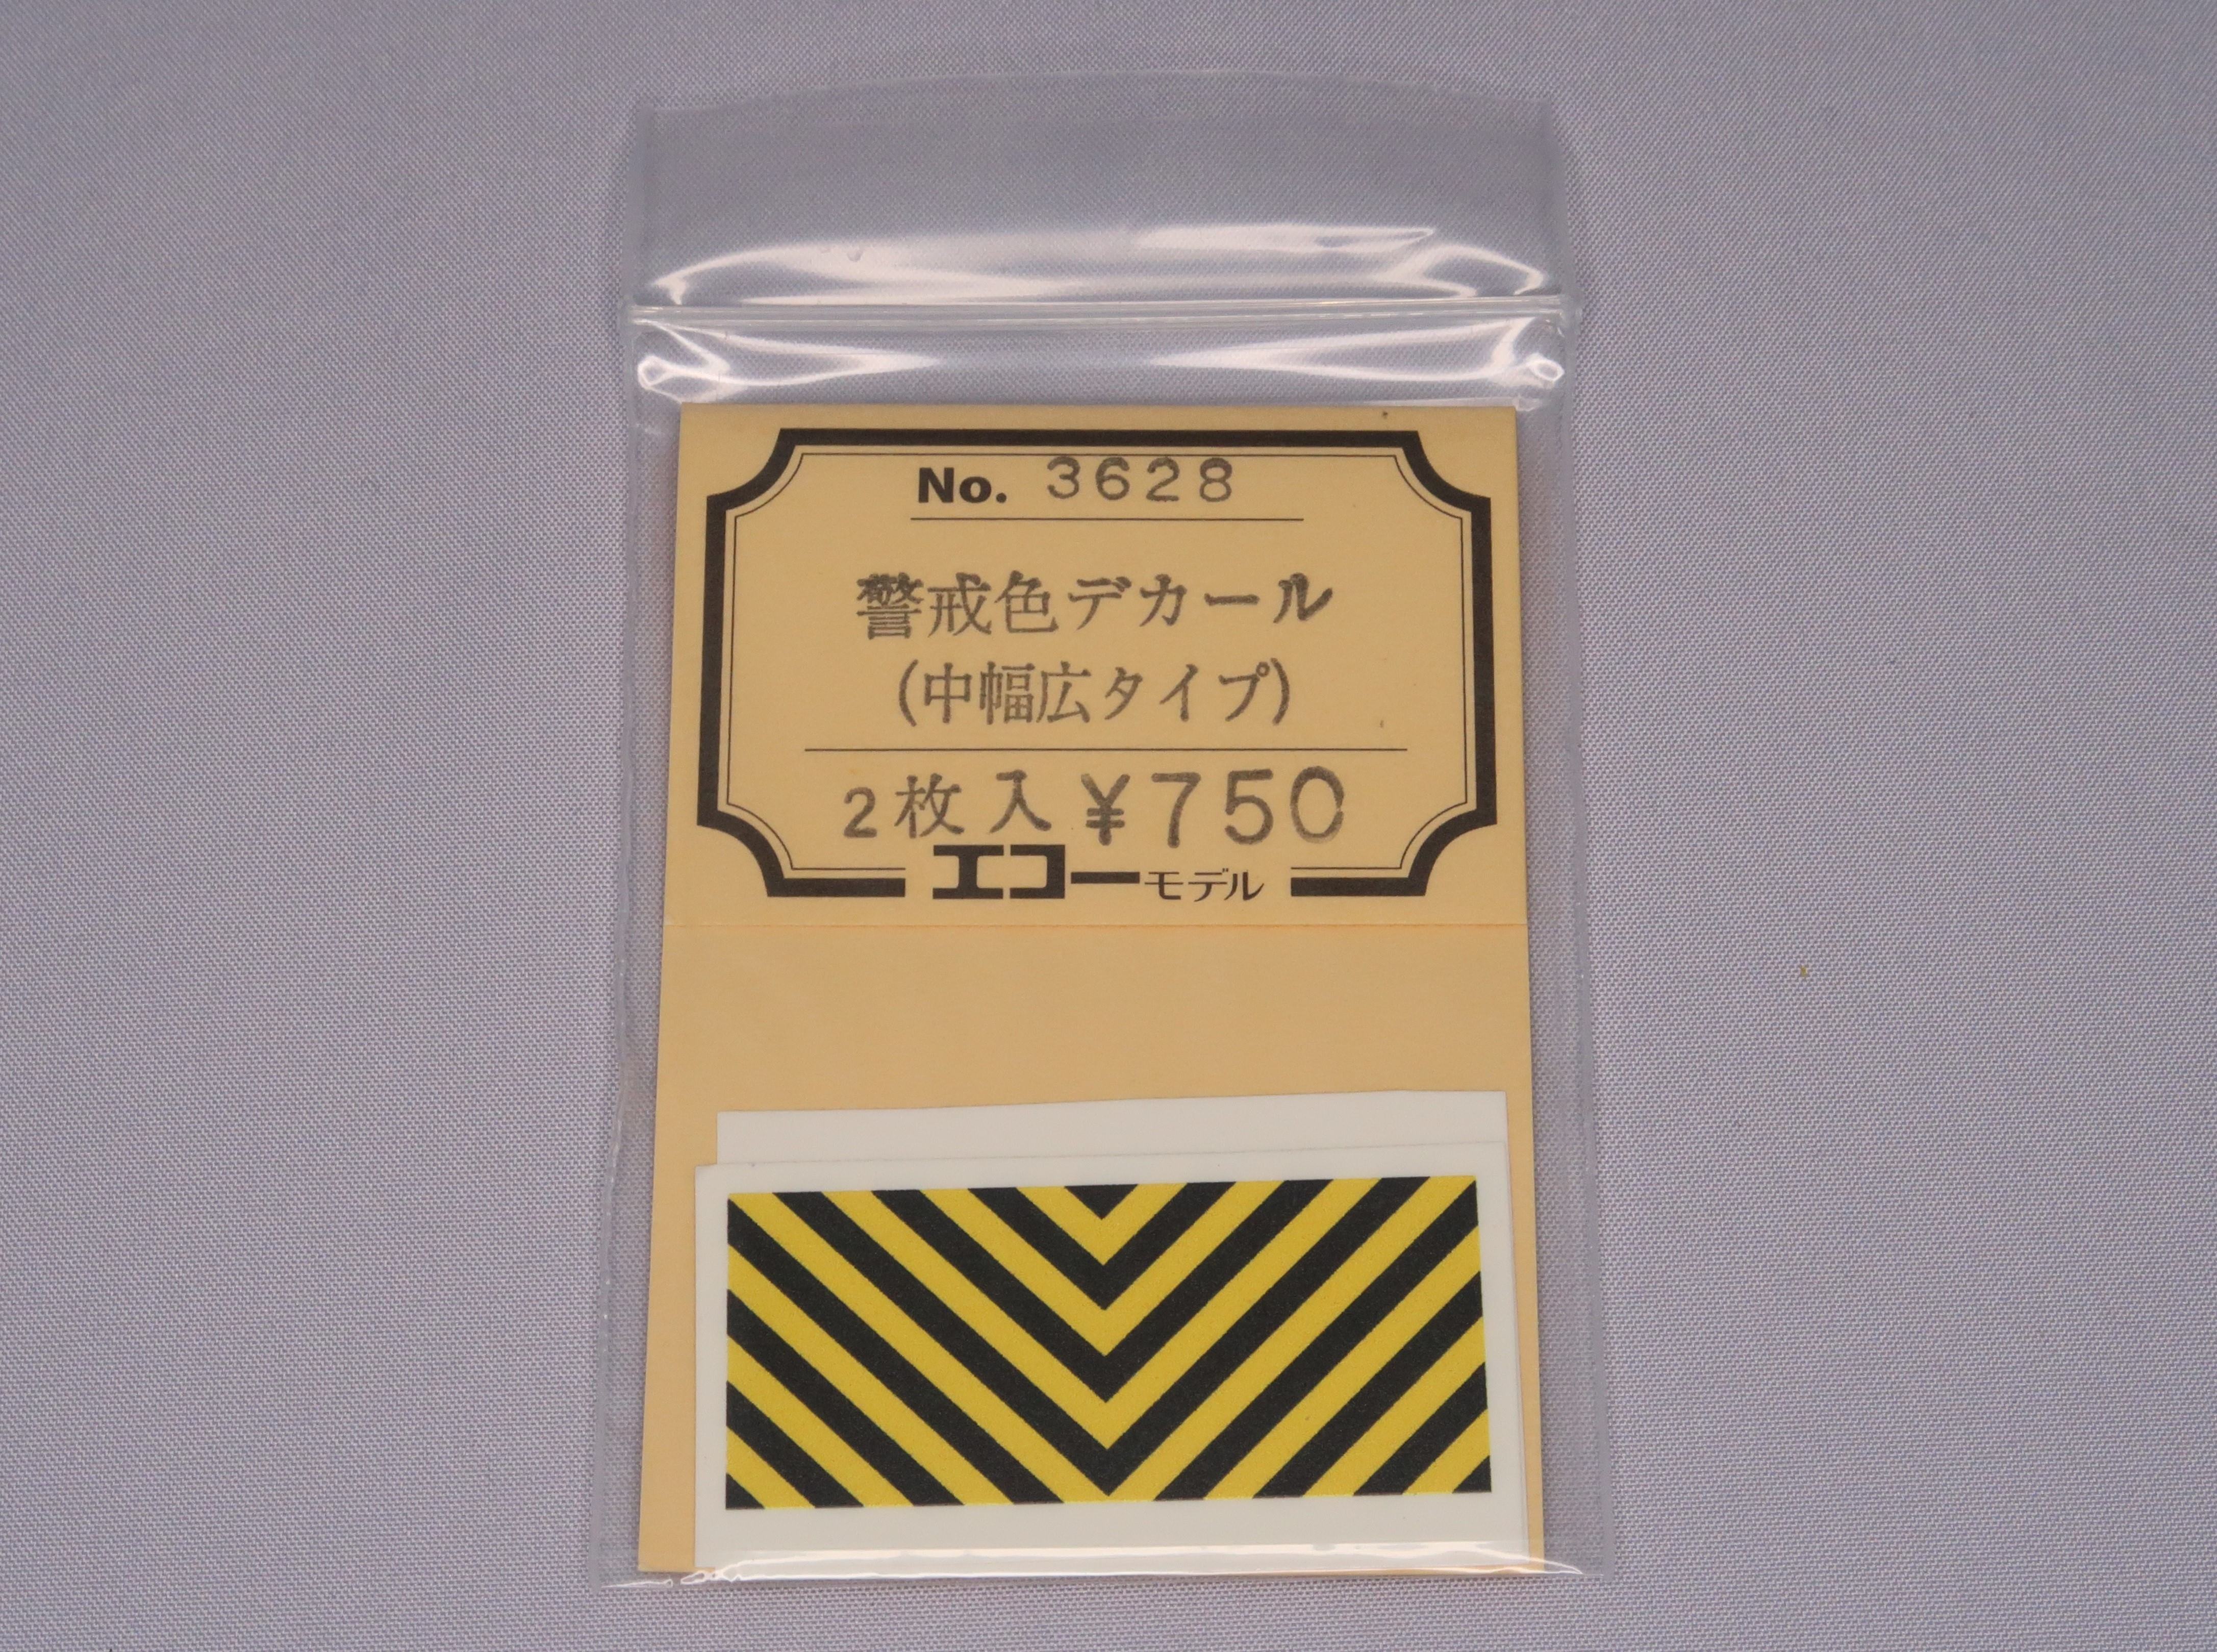 No. 3628
警戒色デカール
(中幅広タイプ)
2枚入¥750
エコーモデル